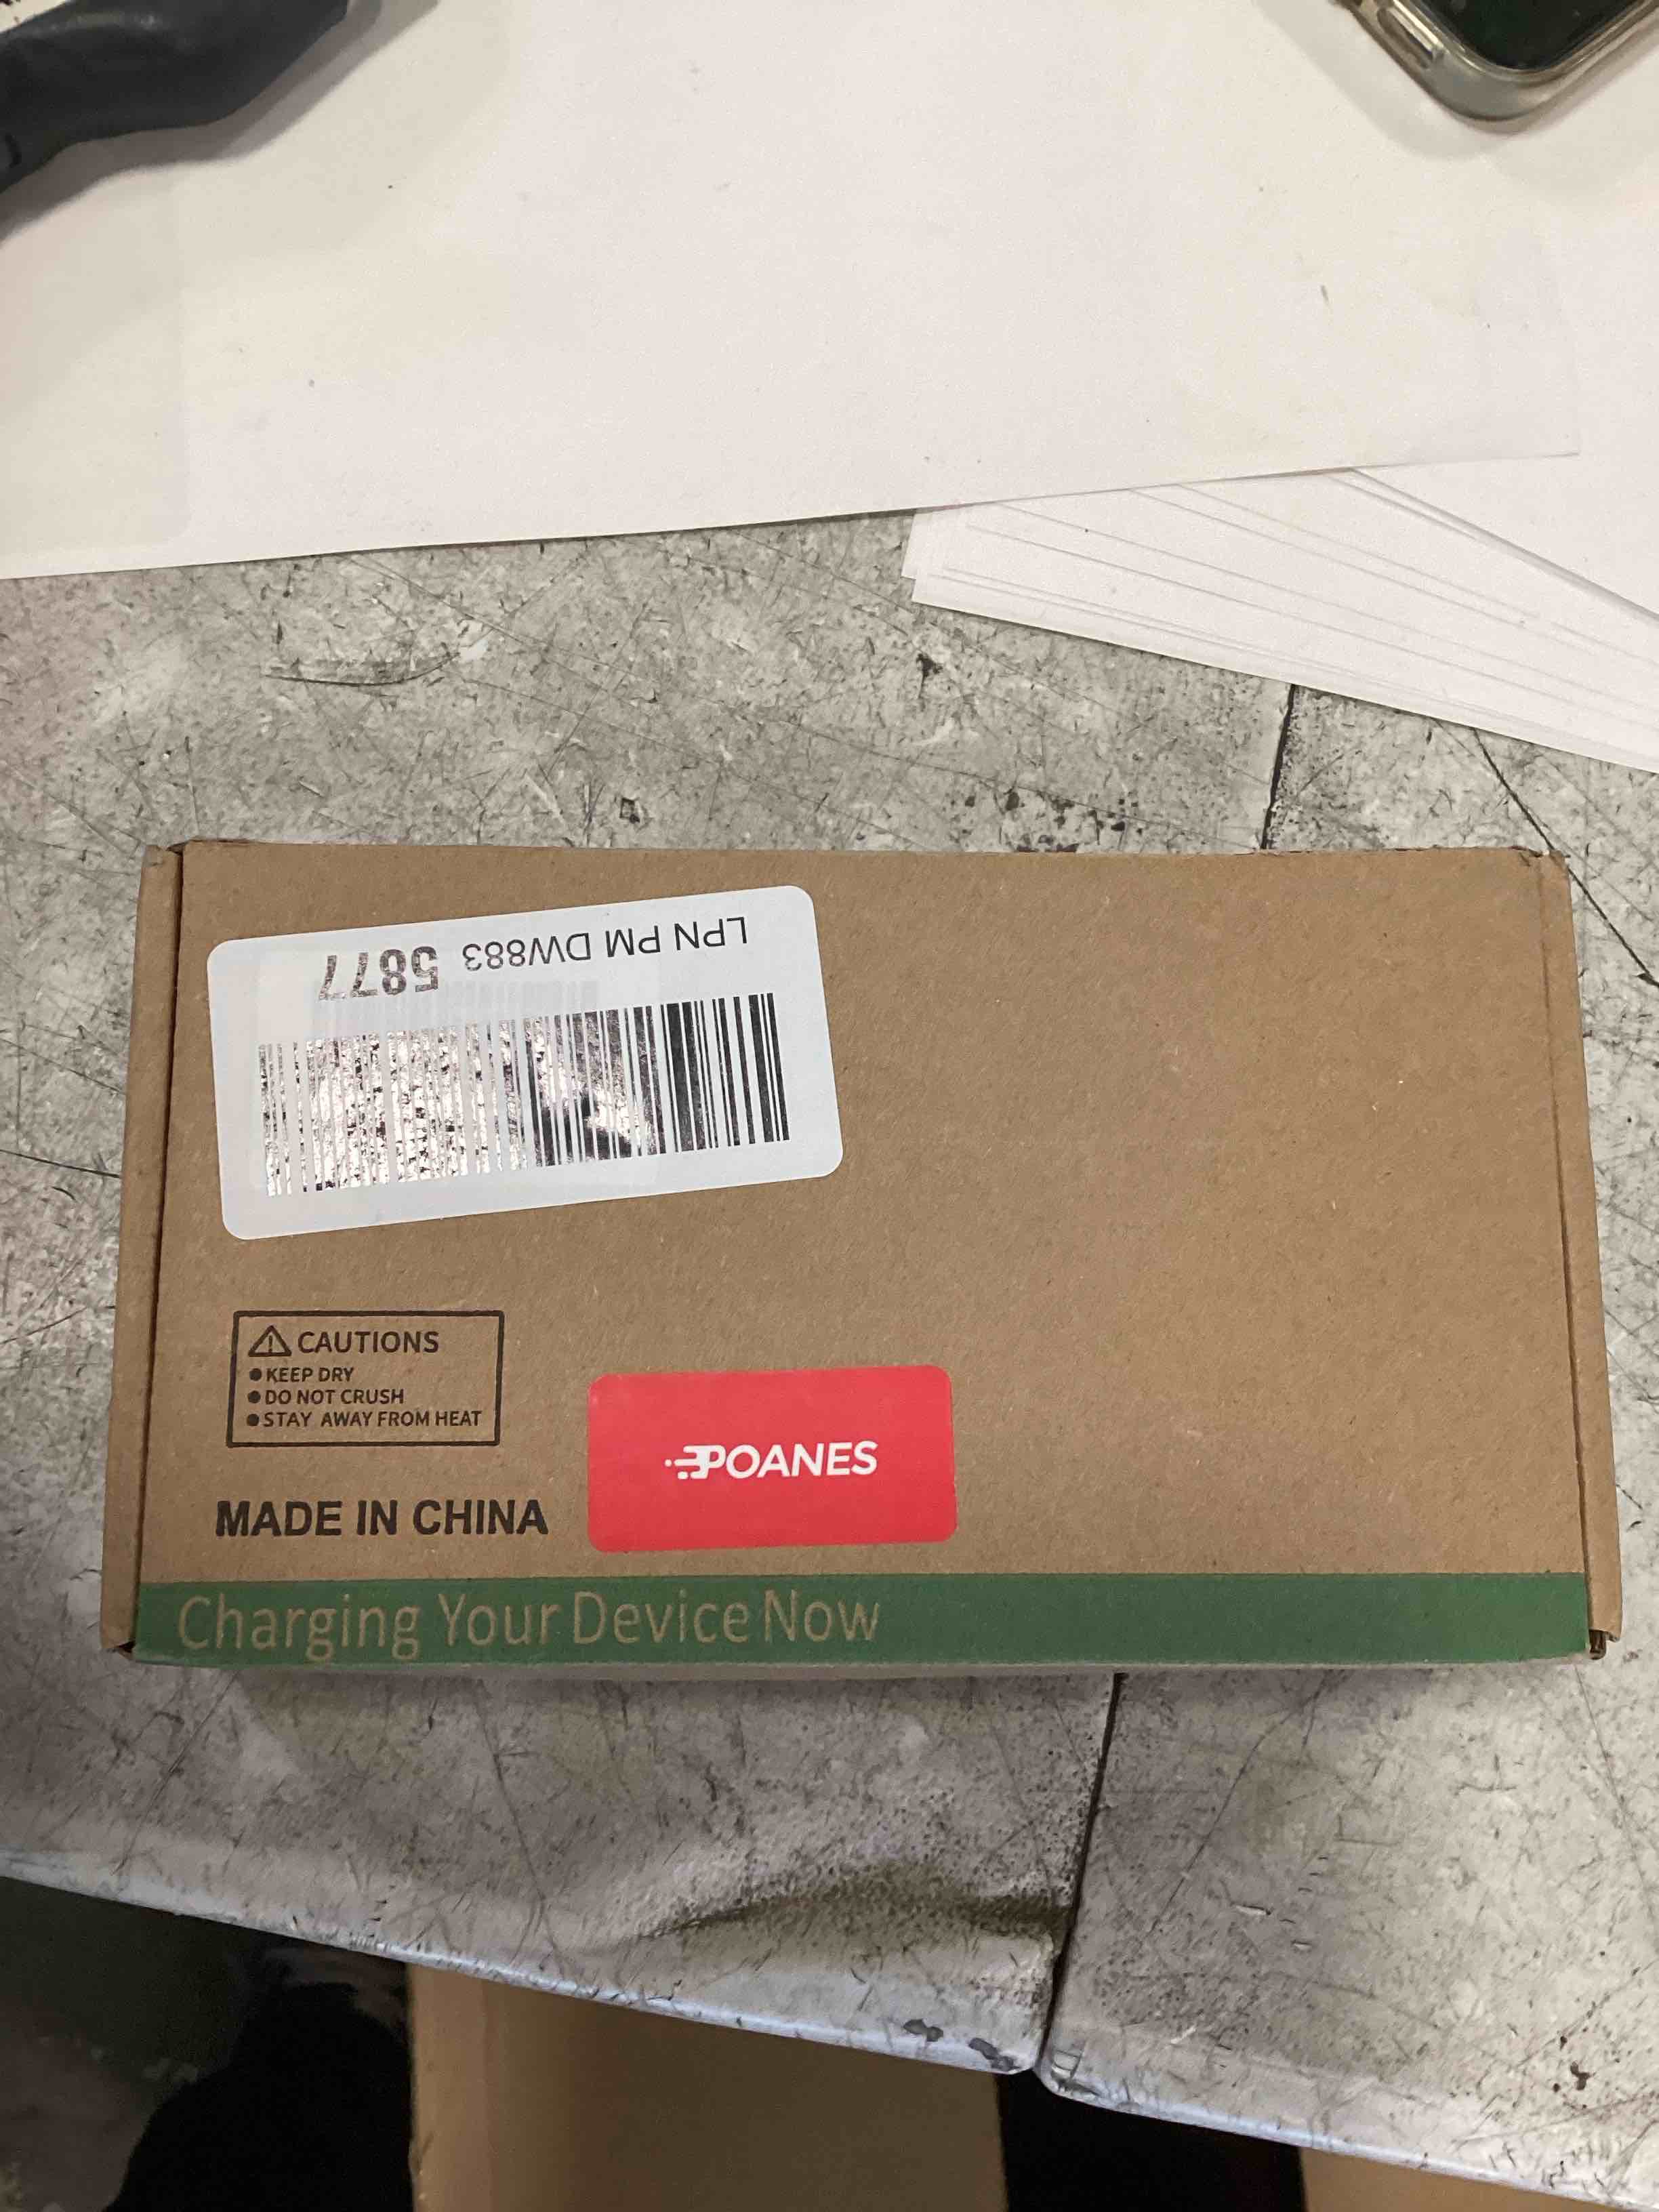 LPN PM DW883 5877
CAUTIONS
● KEEP DRY
● DO NOT CRUSH
● STAY AWAY FROM HEAT
POANES
MADE IN CHINA
Charging Your Device Now